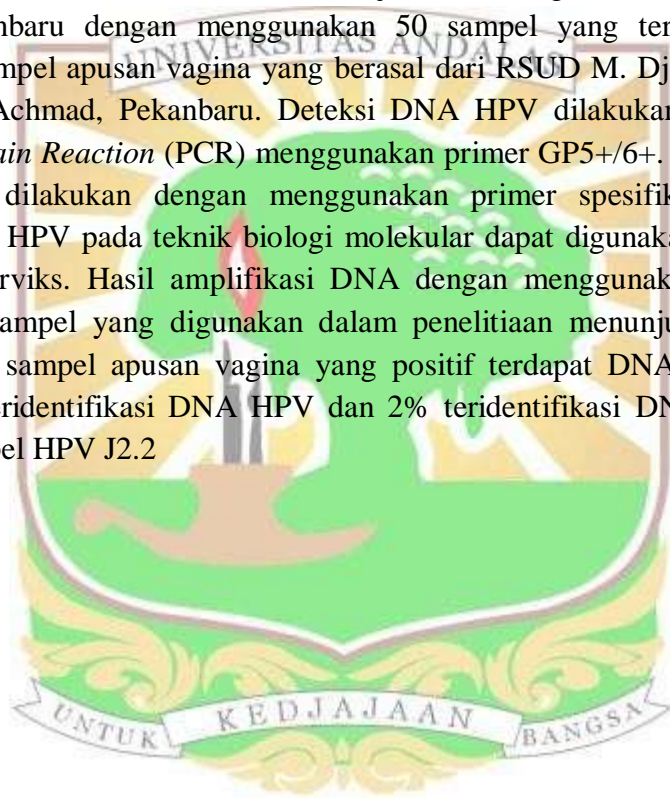 nbaru dengan menggunakan 50 sampel yang ter
UNIVERSITAS ANDALAS
mpel apusan vagina yang berasal dari RSUD M. Dj
Achmad, Pekanbaru. Deteksi DNA HPV dilakukan
ain Reaction (PCR) menggunakan primer GP5+/6+.
dilakukan dengan menggunakan primer spesifik
HPV pada teknik biologi molekular dapat digunaka
rviks. Hasil amplifikasi DNA dengan menggunak
sampel yang digunakan dalam penelitiaan menunju
sampel apusan vagina yang positif terdapat DNA
eridentifikasi DNA HPV dan 2% teridentifikasi DN
pel HPV J2.2
UNTUK KEDJAJAAN BANGSA